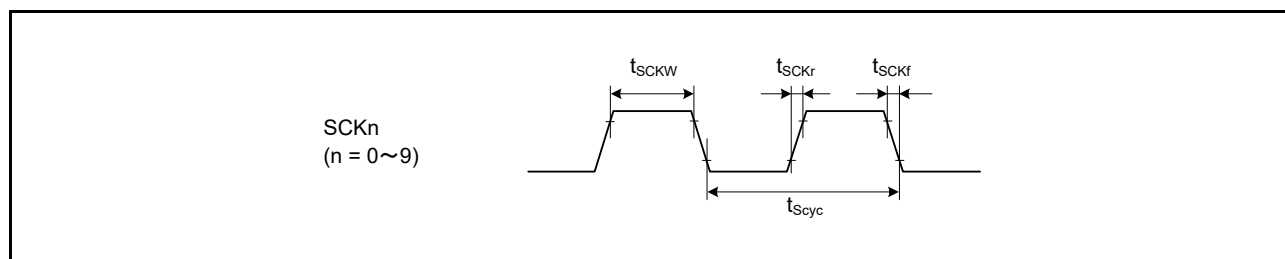 tSCKW tSCKr tSCKf
SCKn
(n = 0～9)
tScyc